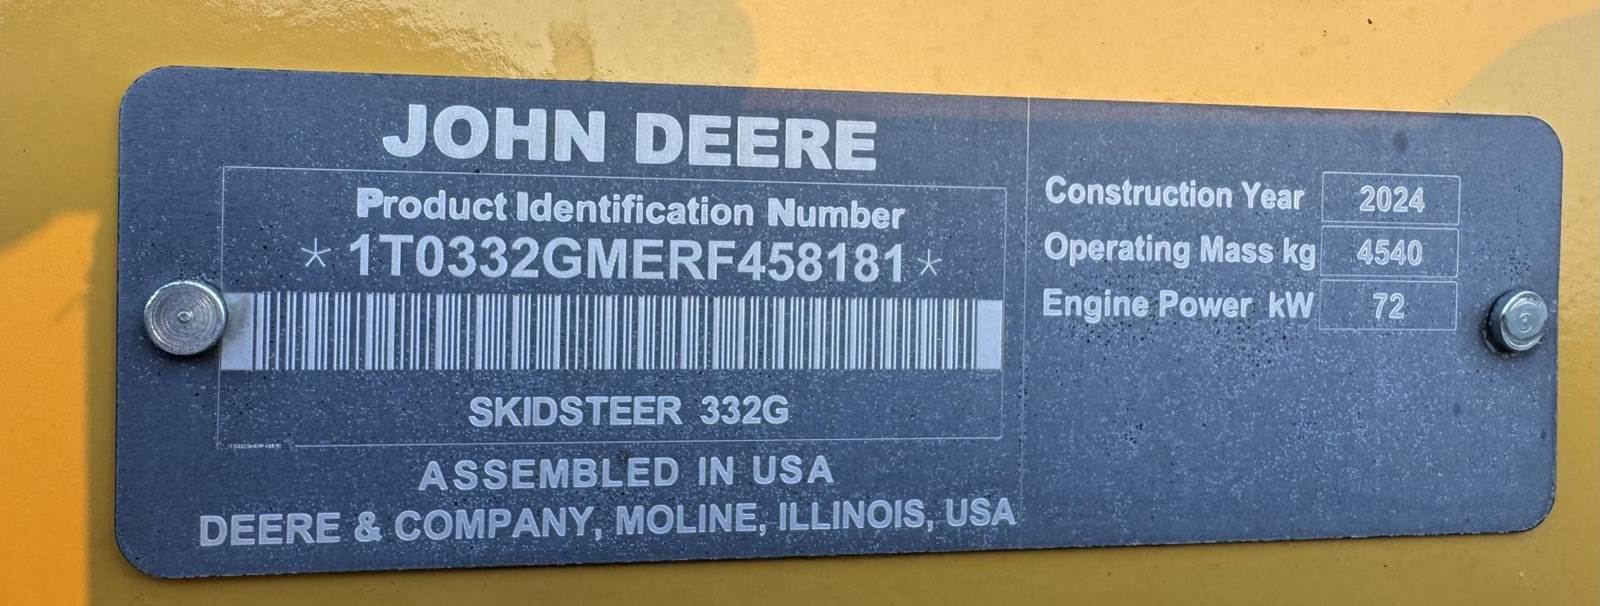 JOHN DEERE
Product Identification Number
*1T0332GMERF458181*
SKIDSTEER 332G
ASSEMBLED IN USA
DEERE & COMPANY, MOLINE, ILLINOIS, USA
Construction Year 2024
Operating Mass kg 4540
Engine Power kW 72